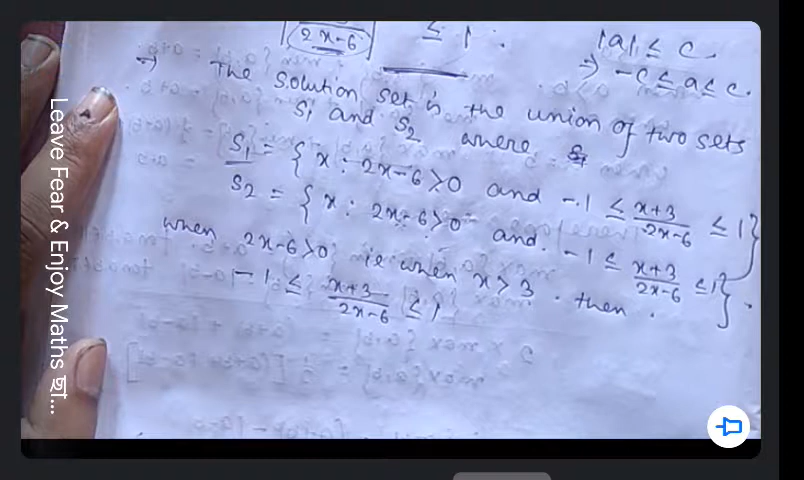 2x-6 ≤ 1. |a| ≤ c.
⇒ -c ≤ a ≤ c.
→ The solution set is the union of two sets
S₁ and S₂ where
S₁ = { x : 2x-6>0 and -1 ≤ x+3/2x-6 ≤ 1}
S₂ = { x : 2x-6>0 and. -1 ≤ x+3/2x-6 ≤1}.
when 2x-6>0 ie when x>3. then.
-1 ≤ x+3/2x-6 ≤ 1
Leave Fear & Enjoy Maths ছা...